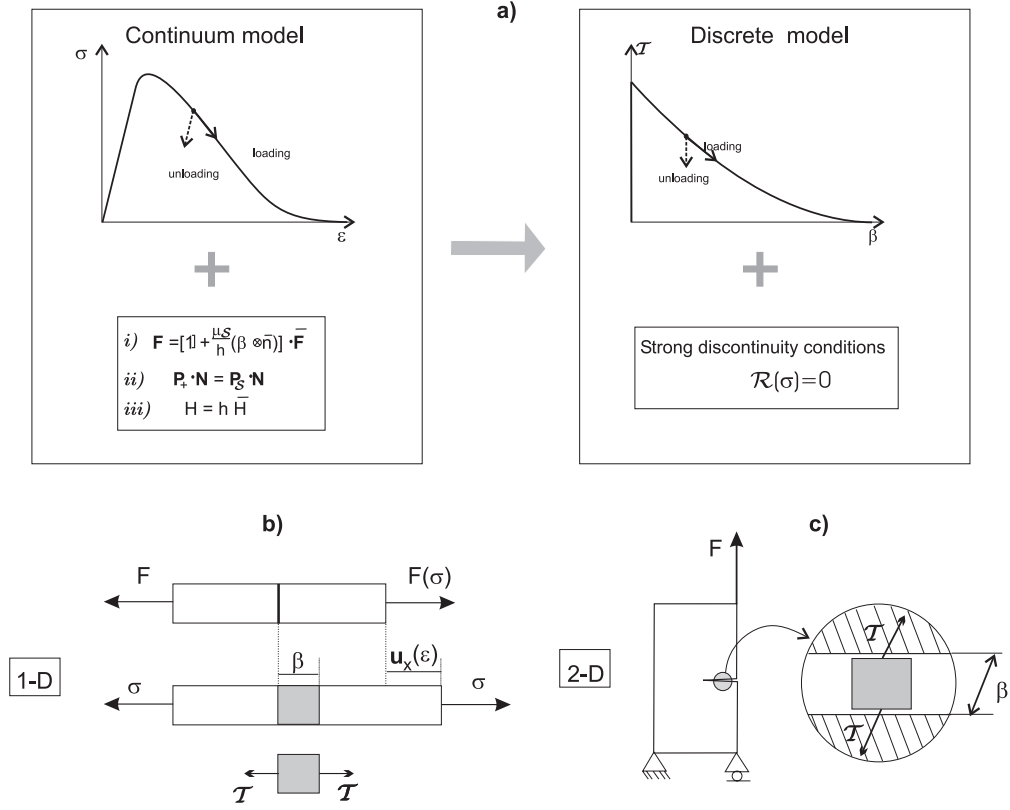 a)
Continuum model
σ
loading
unloading
ε
i) F =[1 + μS/h (β ⊗ n̄)] · F̄
ii) P₊ · N = P_S · N
iii) H = h H̄
Discrete model
𝒯
loading
unloading
β
Strong discontinuity conditions
ℛ(σ)=0
b)
F
F(σ)
1-D
β
uₓ(ε)
σ
σ
𝒯
𝒯
c)
F
2-D
𝒯
𝒯
β